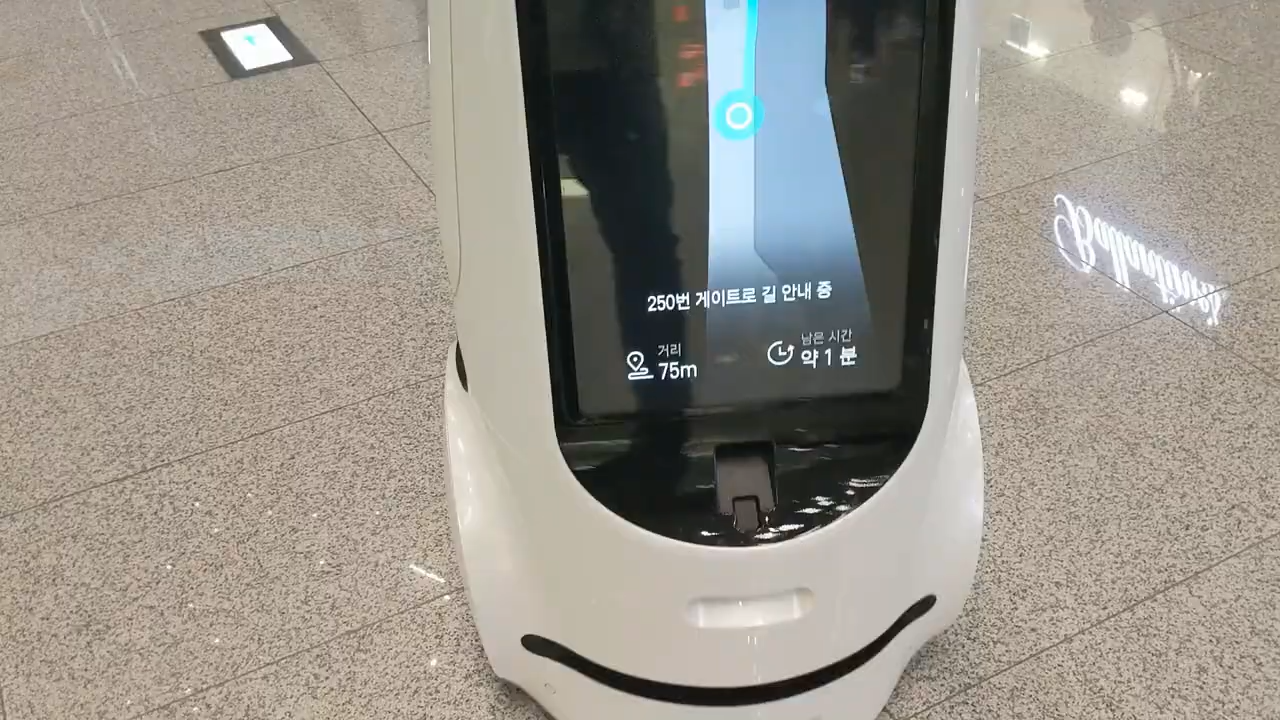 250번 게이트로 길 안내 중
거리
75m
남은 시간
약 1 분
Ballantine's